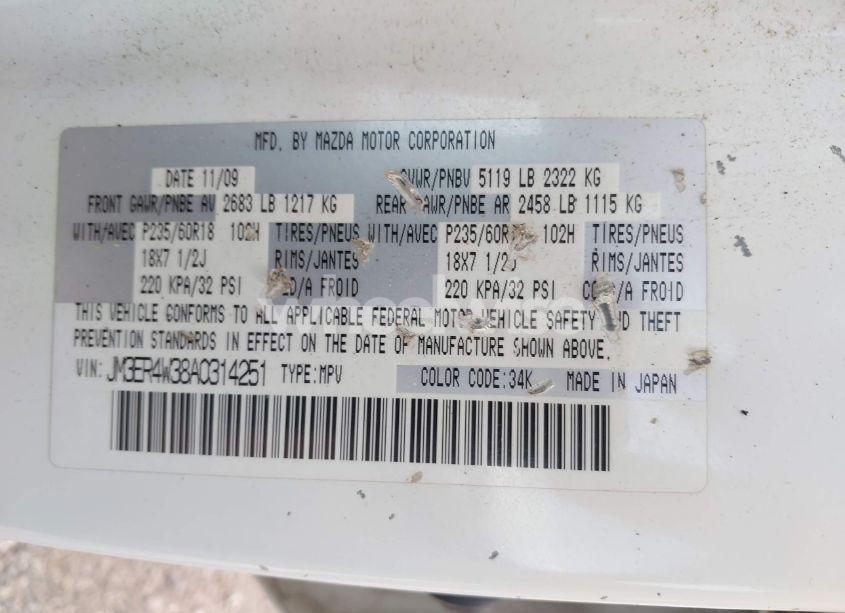 MFD. BY MAZDA MOTOR CORPORATION
DATE 11/09 GVWR/PNBV 5119 LB 2322 KG
FRONT GAWR/PNBE AV 2683 LB 1217 KG REAR GAWR/PNBE AR 2458 LB 1115 KG
WITH/AVEC P235/60R18 102H TIRES/PNEUS WITH/AVEC P235/60R 102H TIRES/PNEUS
18X7 1/2J RIMS/JANTES 18X7 1/2J RIMS/JANTES
220 KPA/32 PSI COLD/A FROID 220 KPA/32 PSI COLD/A FROID
THIS VEHICLE CONFORMS TO ALL APPLICABLE FEDERAL MOTOR VEHICLE SAFETY AND THEFT
PREVENTION STANDARDS IN EFFECT ON THE DATE OF MANUFACTURE SHOWN ABOVE.
VIN: JM3ER4W38A0314251 TYPE:MPV COLOR CODE:34K MADE IN JAPAN